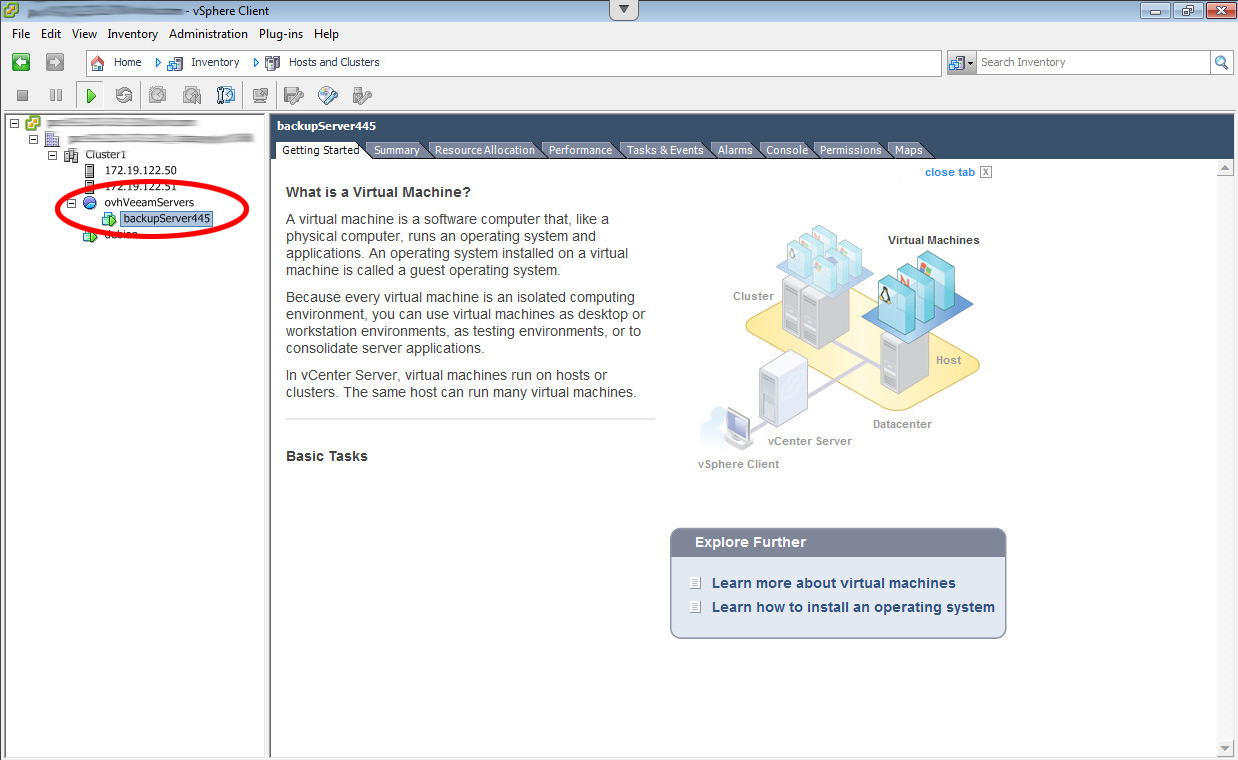 - vSphere Client
File Edit View Inventory Administration Plug-ins Help
Home Inventory Hosts and Clusters Search Inventory
Cluster1
172.19.122.50
172.19.122.51
ovhVeeamServers
backupServer445
debian
backupServer445
Getting Started Summary Resource Allocation Performance Tasks & Events Alarms Console Permissions Maps
close tab X
What is a Virtual Machine?
A virtual machine is a software computer that, like a
physical computer, runs an operating system and
applications. An operating system installed on a virtual
machine is called a guest operating system.
Because every virtual machine is an isolated computing
environment, you can use virtual machines as desktop or
workstation environments, as testing environments, or to
consolidate server applications.
In vCenter Server, virtual machines run on hosts or
clusters. The same host can run many virtual machines.
Basic Tasks
Virtual Machines
Cluster
Host
Datacenter
vCenter Server
vSphere Client
Explore Further
Learn more about virtual machines
Learn how to install an operating system